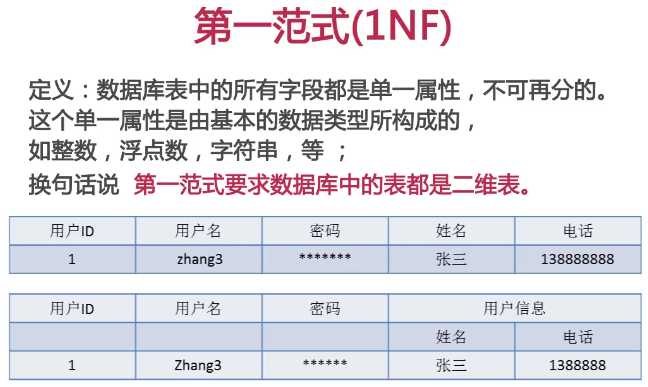 第一范式(1NF)
定义：数据库表中的所有字段都是单一属性，不可再分的。
这个单一属性是由基本的数据类型所构成的，
如整数，浮点数，字符串，等 ；
换句话说 第一范式要求数据库中的表都是二维表。
用户ID 用户名 密码 姓名 电话
1 zhang3 ******* 张三 138888888
用户ID 用户名 密码 用户信息
姓名 电话
1 Zhang3 ****** 张三 1388888